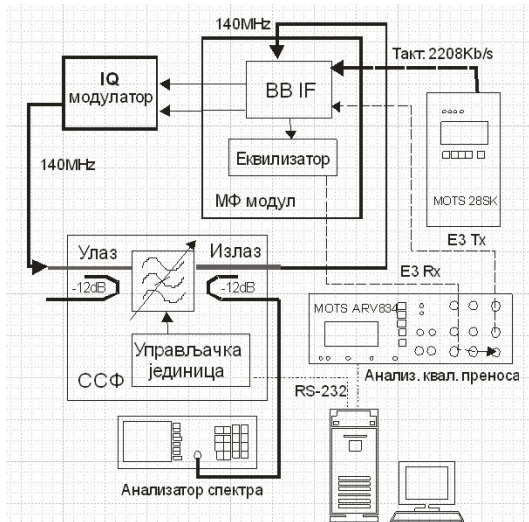 140MHz
Такт: 2208Kb/s
IQ
модулатор
BB IF
Еквилизатор
МФ модул
140MHz
MOTS 28SK
E3 Tx
Улаз
Излаз
-12dB
-12dB
E3 Rx
MOTS ARV834
Управљачка
јединица
ССФ
Анализ. квал. преноса
RS-232
Анализатор спектра